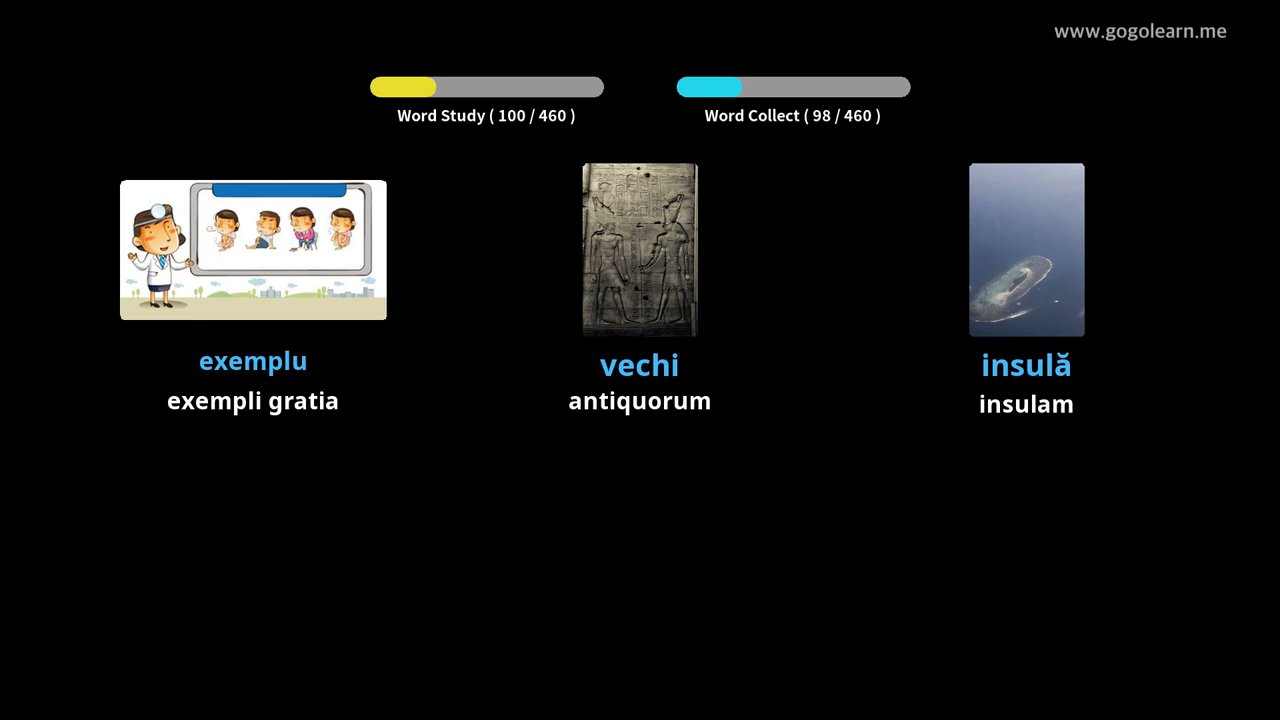 www.gogolearn.me
Word Study ( 100 / 460 )
Word Collect ( 98 / 460 )
exemplu
exempli gratia
vechi
antiquorum
insulă
insulam